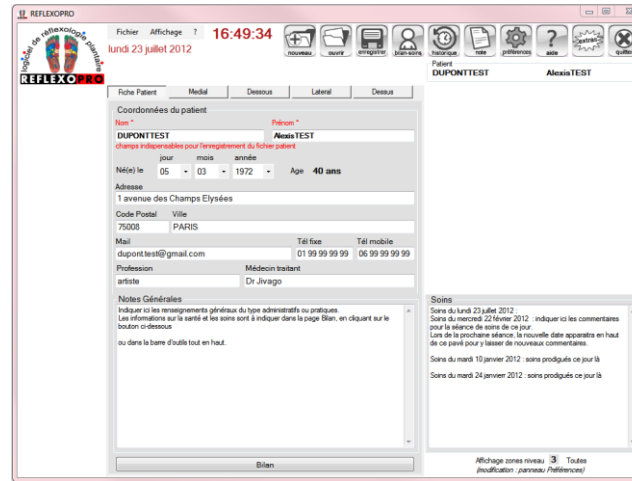 REFLEXOPRO
logiciel de réflexologie plantaire
REFLEXOPRO
Fichier Affichage ?
16:49:34
lundi 23 juillet 2012
nouveau ouvrir enregistrer bilan-soins historique note préférences aide extras quitter
Patient
DUPONTTEST AlexisTEST
Fiche Patient Medial Dessous Lateral Dessus
Coordonnées du patient
Nom * Prénom *
DUPONTTEST AlexisTEST
champs indispensables pour l'enregistrement du fichier patient
jour mois année
Né(e) le 05 03 1972 Age 40 ans
Adresse
1 avenue des Champs Elysées
Code Postal Ville
75008 PARIS
Mail Tél fixe Tél mobile
dupont.test@gmail.com 01 99 99 99 99 06 99 99 99 99
Profession Médecin traitant
artiste Dr Jivago
Notes Générales
Indiquer ici les renseignements généraux du type administratifs ou pratiques.
Les informations sur la santé et les soins sont à indiquer dans la page Bilan, en cliquant sur le
bouton ci-dessous
ou dans la barre d'outils tout en haut.
Bilan
Soins
Soins du lundi 23 juillet 2012 :
Soins du mercredi 22 février 2012 : indiquer ici les commentaires
pour la séance de soins de ce jour.
Lors de la prochaine séance, la nouvelle date apparatra en haut
de ce pavé pour y laisser de nouveaux commentaires.
Soins du mardi 10 janvier 2012 : soins prodigués ce jour là
Soins du mardi 24 janvierr 2012 : soins prodigués ce jour là
Affichage zones niveau 3 Toutes
(modification : panneau Préférences)